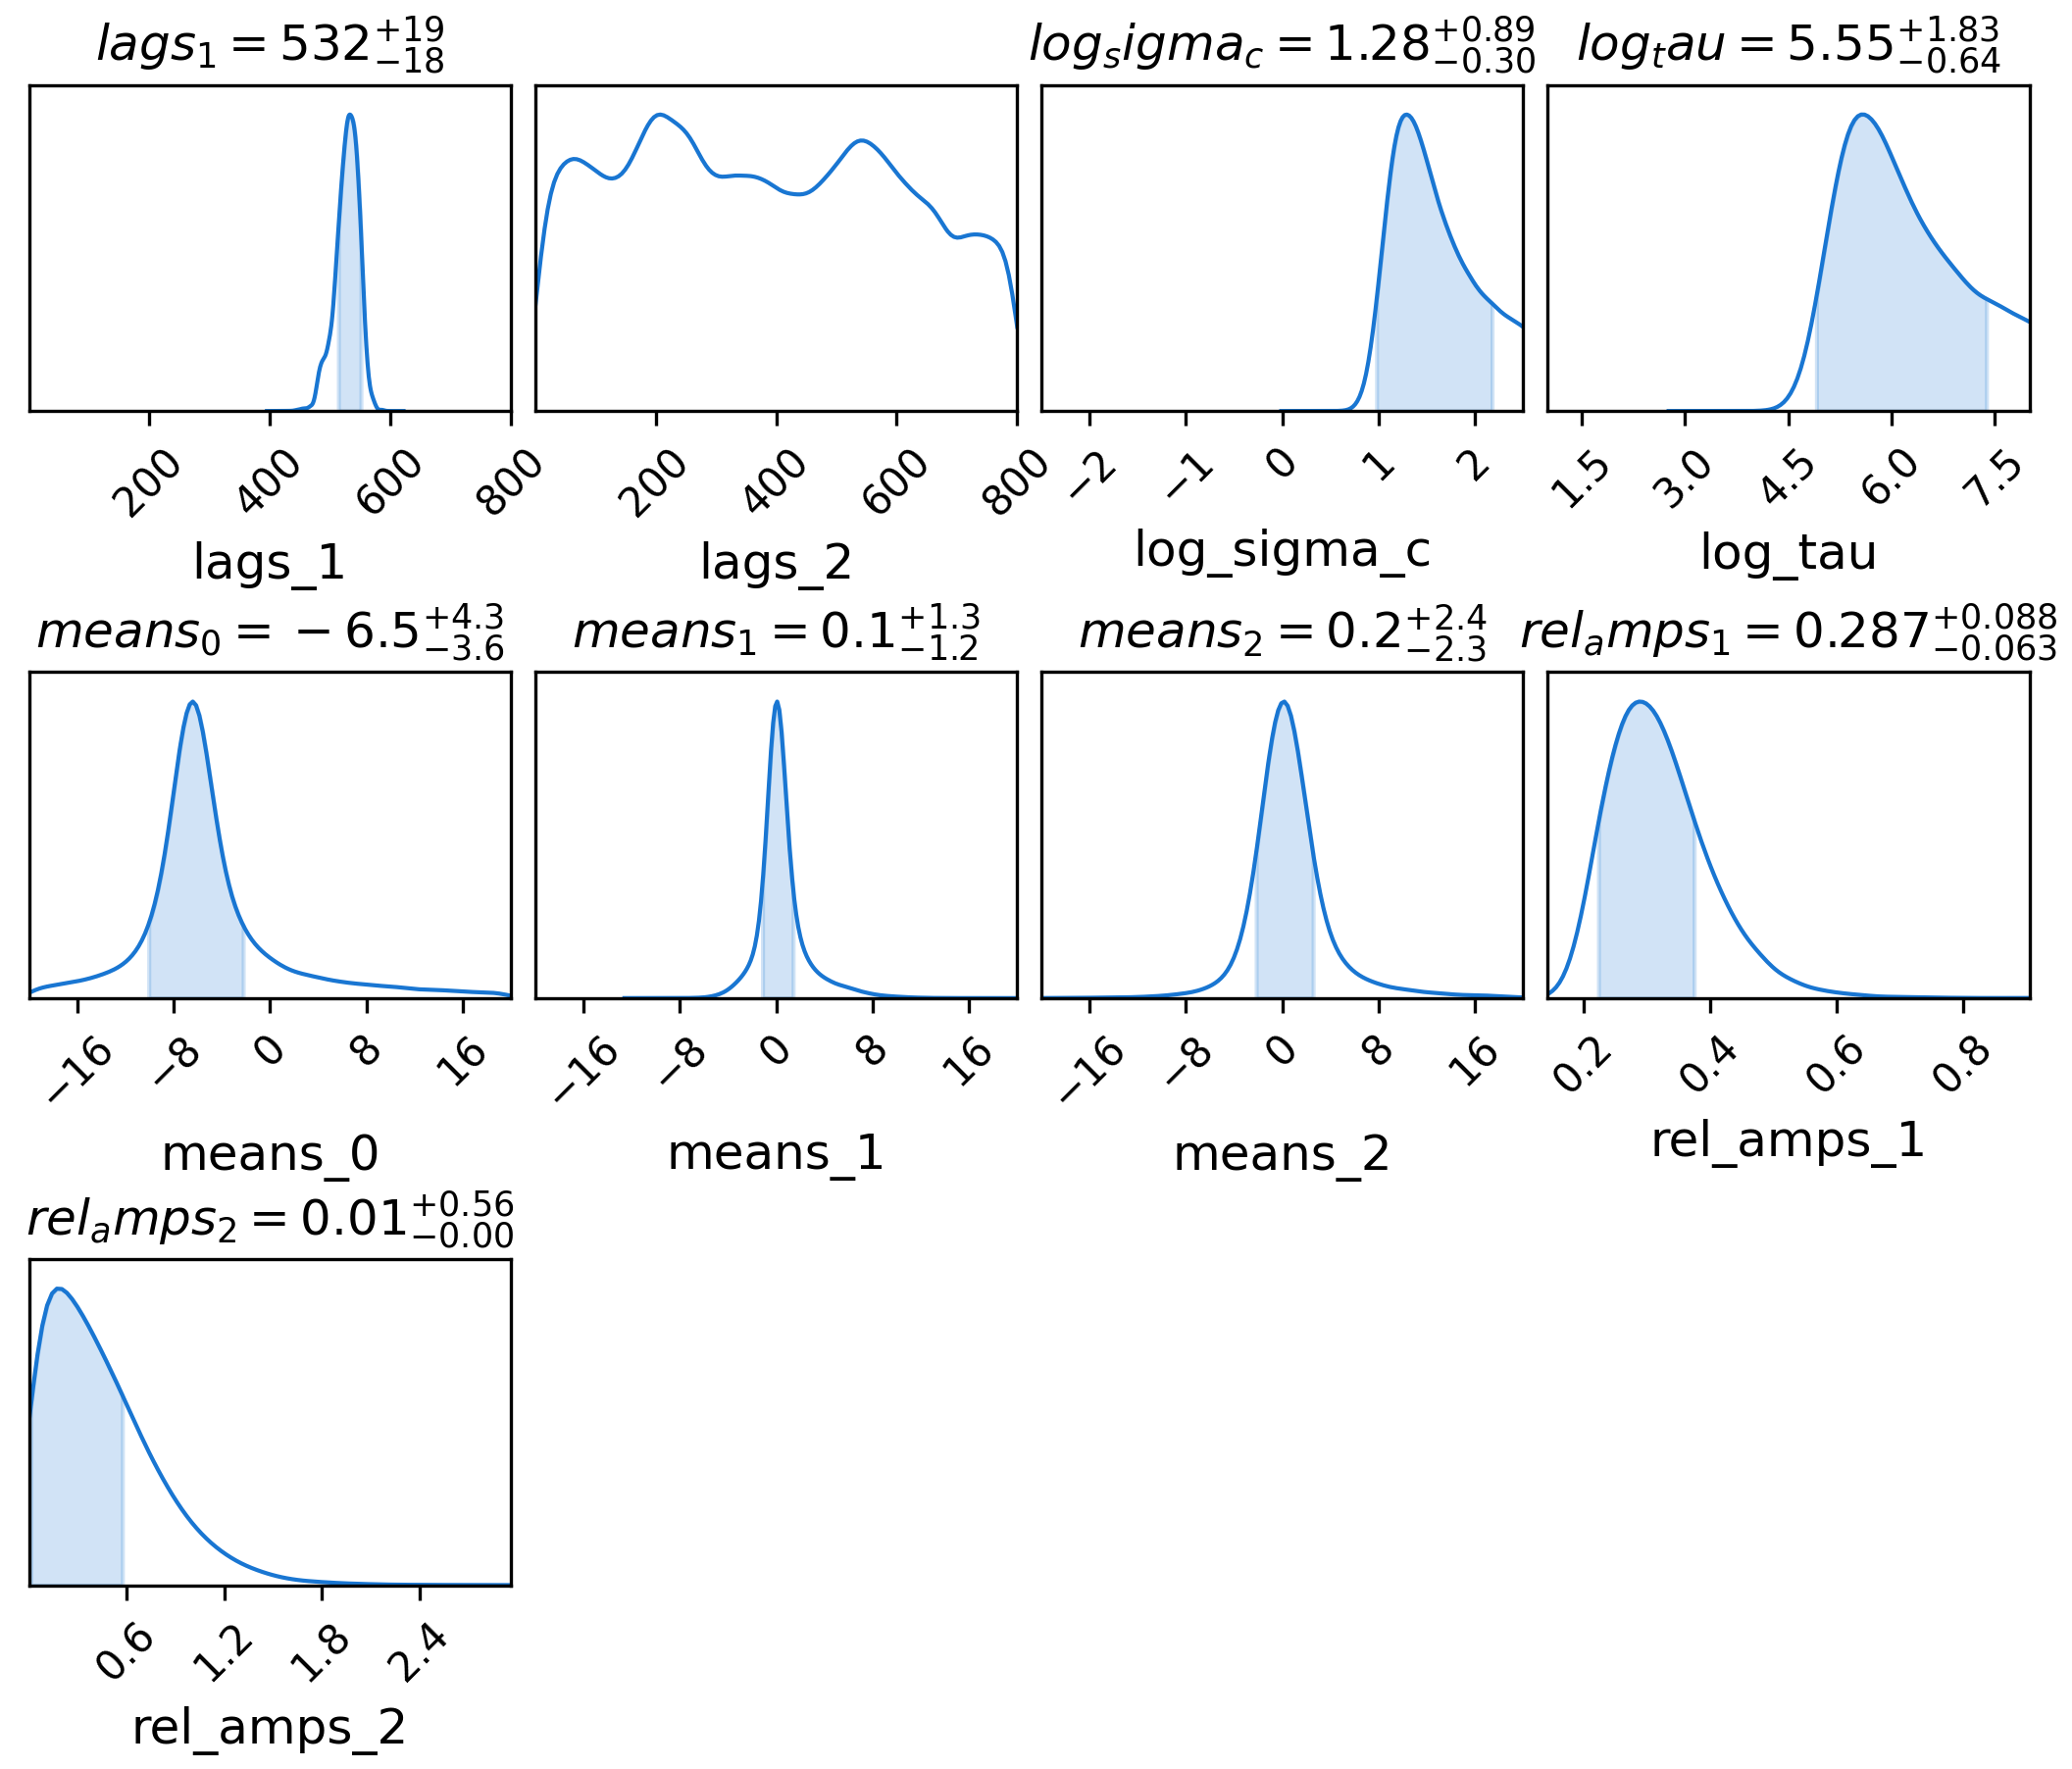 lags₁ = 532⁺¹⁹₋₁₈
log_sigma_c = 1.28^{+0.89}_{−0.30}
log_tau = 5.55^{+1.83}_{−0.64}
200 400 600 800
200 400 600 800
−2 −1 0 1 2
1.5 3.0 4.5 6.0 7.5
lags_1
lags_2
log_sigma_c
log_tau
means₀ = −6.5^{+4.3}_{−3.6}
means₁ = 0.1^{+1.3}_{−1.2}
means₂ = 0.2^{+2.4}_{−2.3}
rel_amps₁ = 0.287^{+0.088}_{−0.063}
−16 −8 0 8 16
−16 −8 0 8 16
−16 −8 0 8 16
0.2 0.4 0.6 0.8
means_0
means_1
means_2
rel_amps_1
rel_amps₂ = 0.01^{+0.56}_{−0.00}
0.6 1.2 1.8 2.4
rel_amps_2